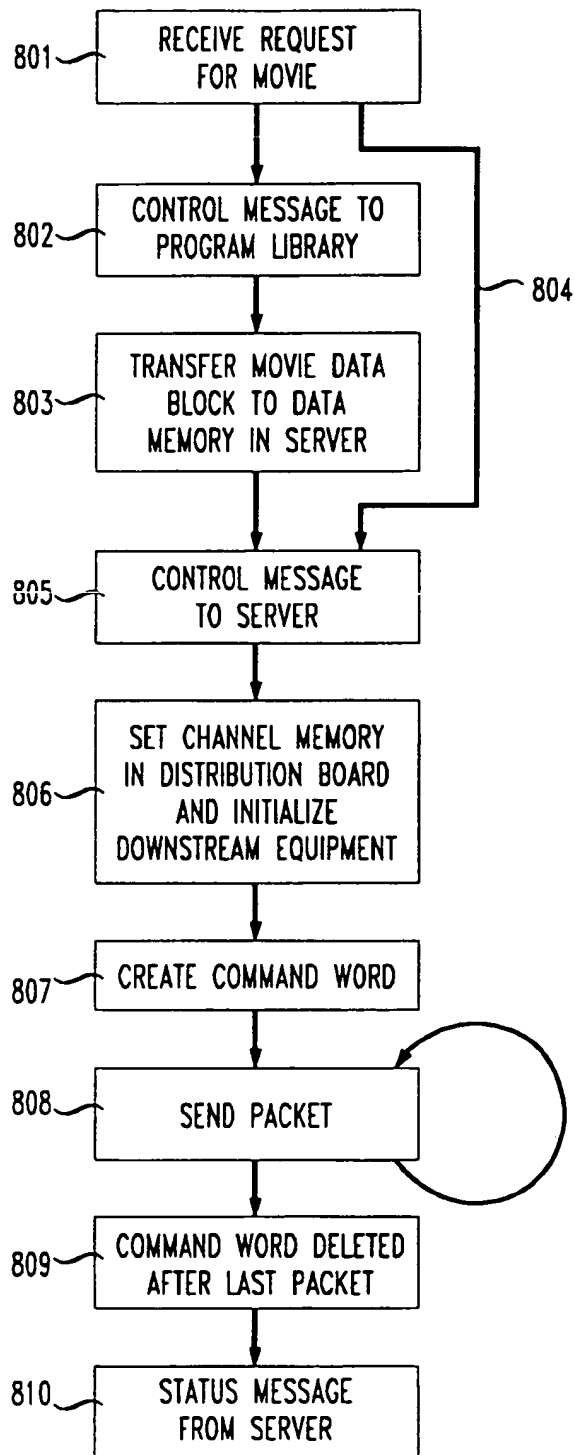 801
RECEIVE REQUEST
FOR MOVIE
802
CONTROL MESSAGE TO
PROGRAM LIBRARY
804
803
TRANSFER MOVIE DATA
BLOCK TO DATA
MEMORY IN SERVER
805
CONTROL MESSAGE
TO SERVER
806
SET CHANNEL MEMORY
IN DISTRIBUTION BOARD
AND INITIALIZE
DOWNSTREAM EQUIPMENT
807
CREATE COMMAND WORD
808
SEND PACKET
809
COMMAND WORD DELETED
AFTER LAST PACKET
810
STATUS MESSAGE
FROM SERVER